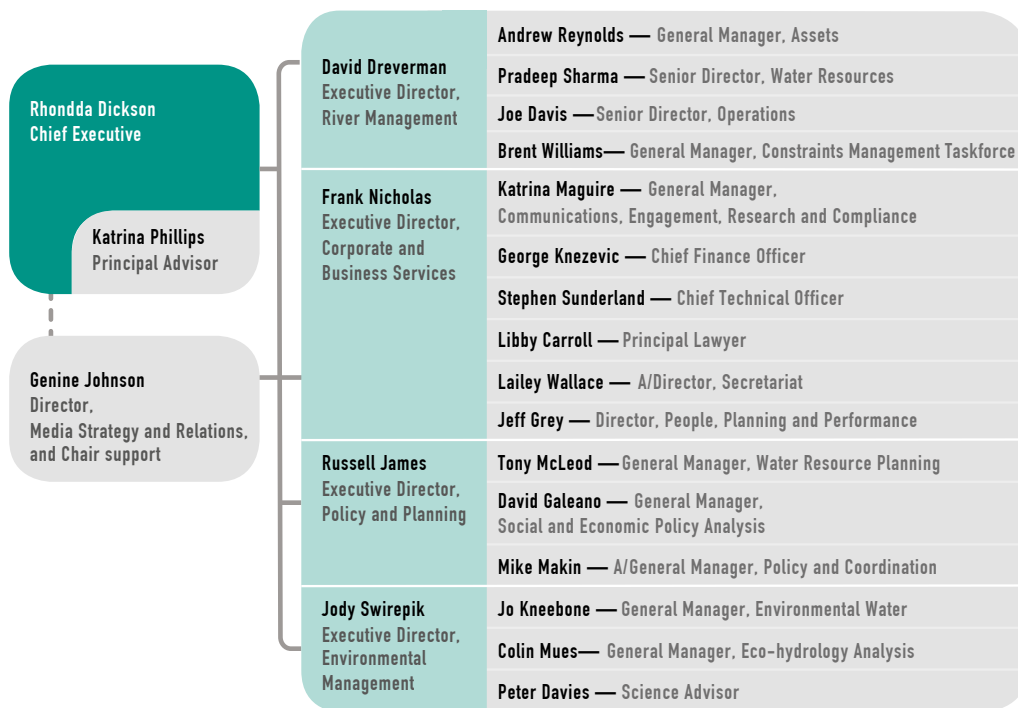 Rhondda Dickson
Chief Executive
Katrina Phillips
Principal Advisor
Genine Johnson
Director,
Media Strategy and Relations,
and Chair support
David Dreverman
Executive Director,
River Management
Andrew Reynolds — General Manager, Assets
Pradeep Sharma — Senior Director, Water Resources
Joe Davis — Senior Director, Operations
Brent Williams— General Manager, Constraints Management Taskforce
Frank Nicholas
Executive Director,
Corporate and
Business Services
Katrina Maguire — General Manager,
Communications, Engagement, Research and Compliance
George Knezevic — Chief Finance Officer
Stephen Sunderland — Chief Technical Officer
Libby Carroll — Principal Lawyer
Lailey Wallace — A/Director, Secretariat
Jeff Grey — Director, People, Planning and Performance
Russell James
Executive Director,
Policy and Planning
Tony McLeod — General Manager, Water Resource Planning
David Galeano — General Manager,
Social and Economic Policy Analysis
Mike Makin — A/General Manager, Policy and Coordination
Jody Swirepik
Executive Director,
Environmental
Management
Jo Kneebone — General Manager, Environmental Water
Colin Mues— General Manager, Eco-hydrology Analysis
Peter Davies — Science Advisor